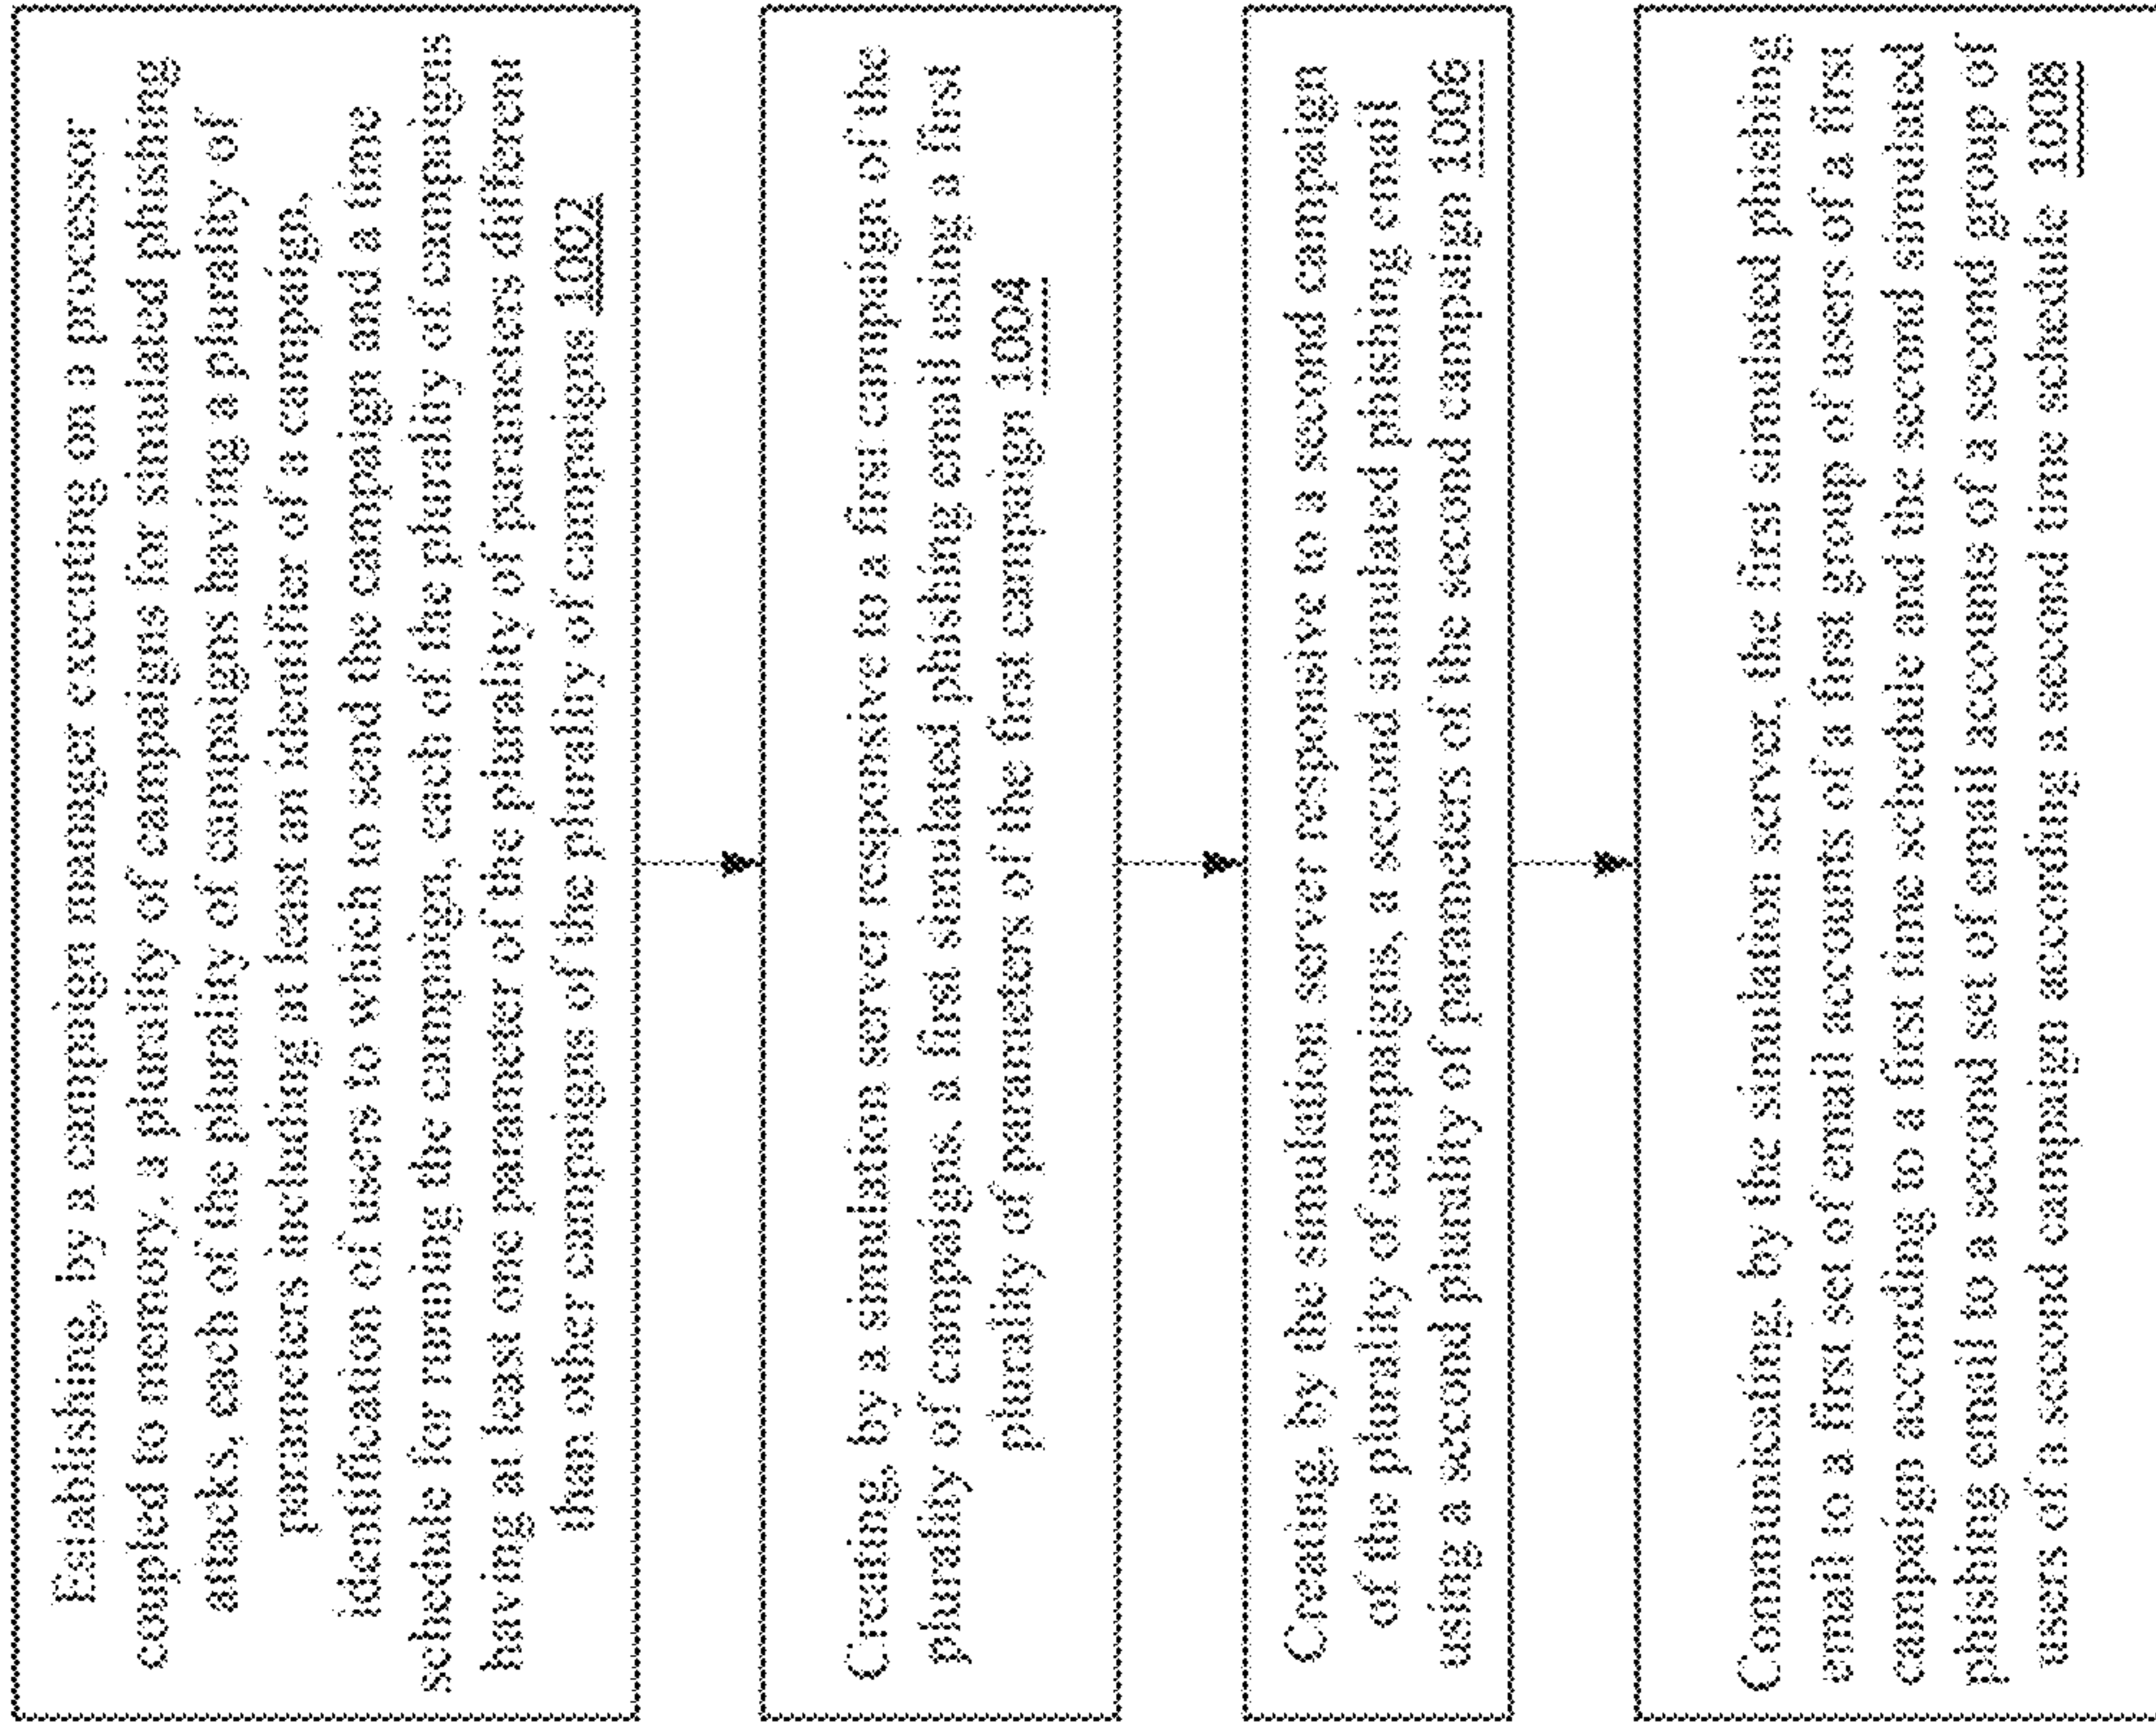 Establishing, by a campaign manager executing on a processor
coupled to memory, a plurality of campaigns for simulated phishing
attacks, each of the plurality of campaigns having a plurality of
parameters including at least an identifier of a campaign,
identification of users to which to send the campaign and a time
schedule for running the campaign, each of the plurality of campaigns
having at least one parameter of the plurality of parameters different
than other campaigns of the plurality of campaigns 1002
Creating, by a simulation server responsive to a first campaign of the
plurality of campaigns, a first simulated phishing email using a first
plurality of parameters of the first campaign 1004
Creating, by the simulation server responsive to a second campaign
of the plurality of campaigns, a second simulated phishing email
using a second plurality of parameters of the second campaign 1006
Communicating, by the simulation server, the first simulated phishing
email to a first set of email accounts of a first group of users of a first
campaign according to a first time schedule and the second simulated
phishing email to a second set of email accounts of a second group of
users of a second campaign according a second time schedule 1008